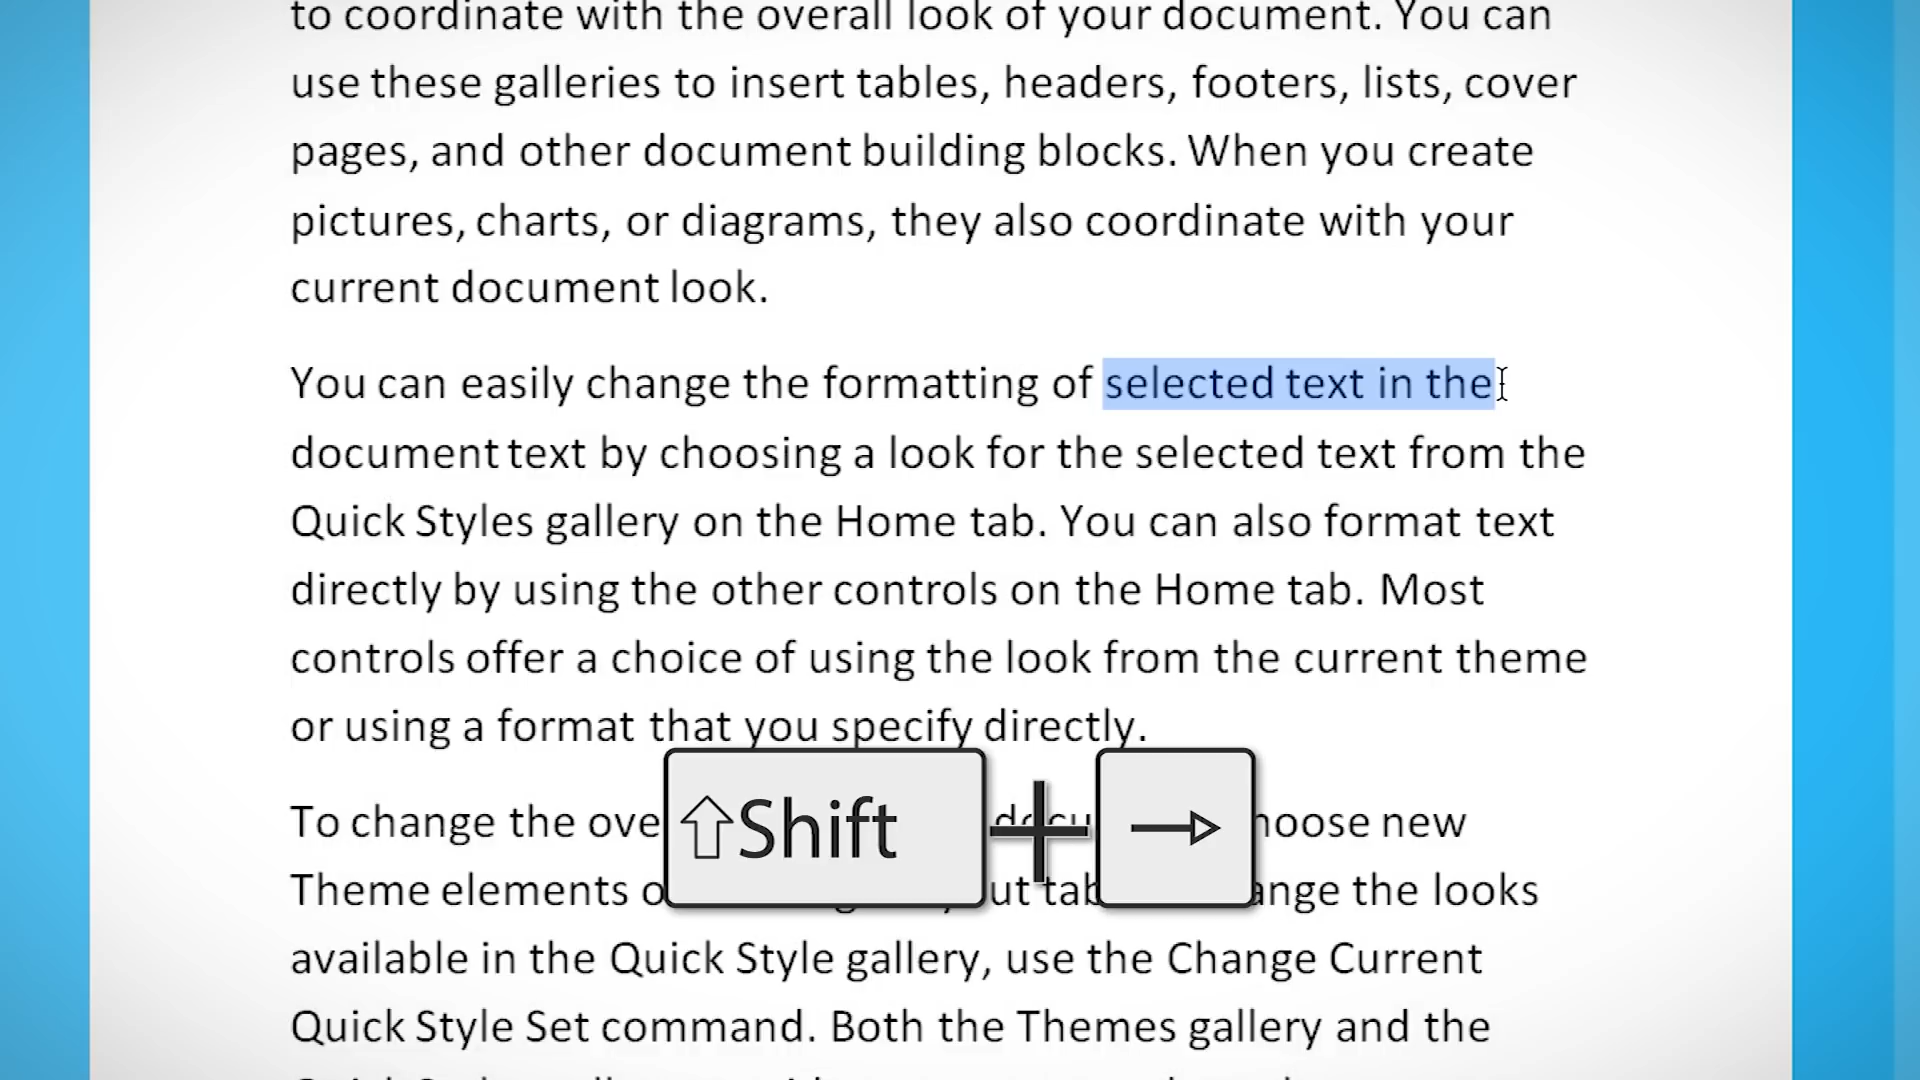 to coordinate with the overall look of your document. You can
use these galleries to insert tables, headers, footers, lists, cover
pages, and other document building blocks. When you create
pictures, charts, or diagrams, they also coordinate with your
current document look.
You can easily change the formatting of selected text in the
document text by choosing a look for the selected text from the
Quick Styles gallery on the Home tab. You can also format text
directly by using the other controls on the Home tab. Most
controls offer a choice of using the look from the current theme
or using a format that you specify directly.
To change the new
Shift
Theme elements the looks
available in the Quick Style gallery, use the Change Current
Quick Style Set command. Both the Themes gallery and the